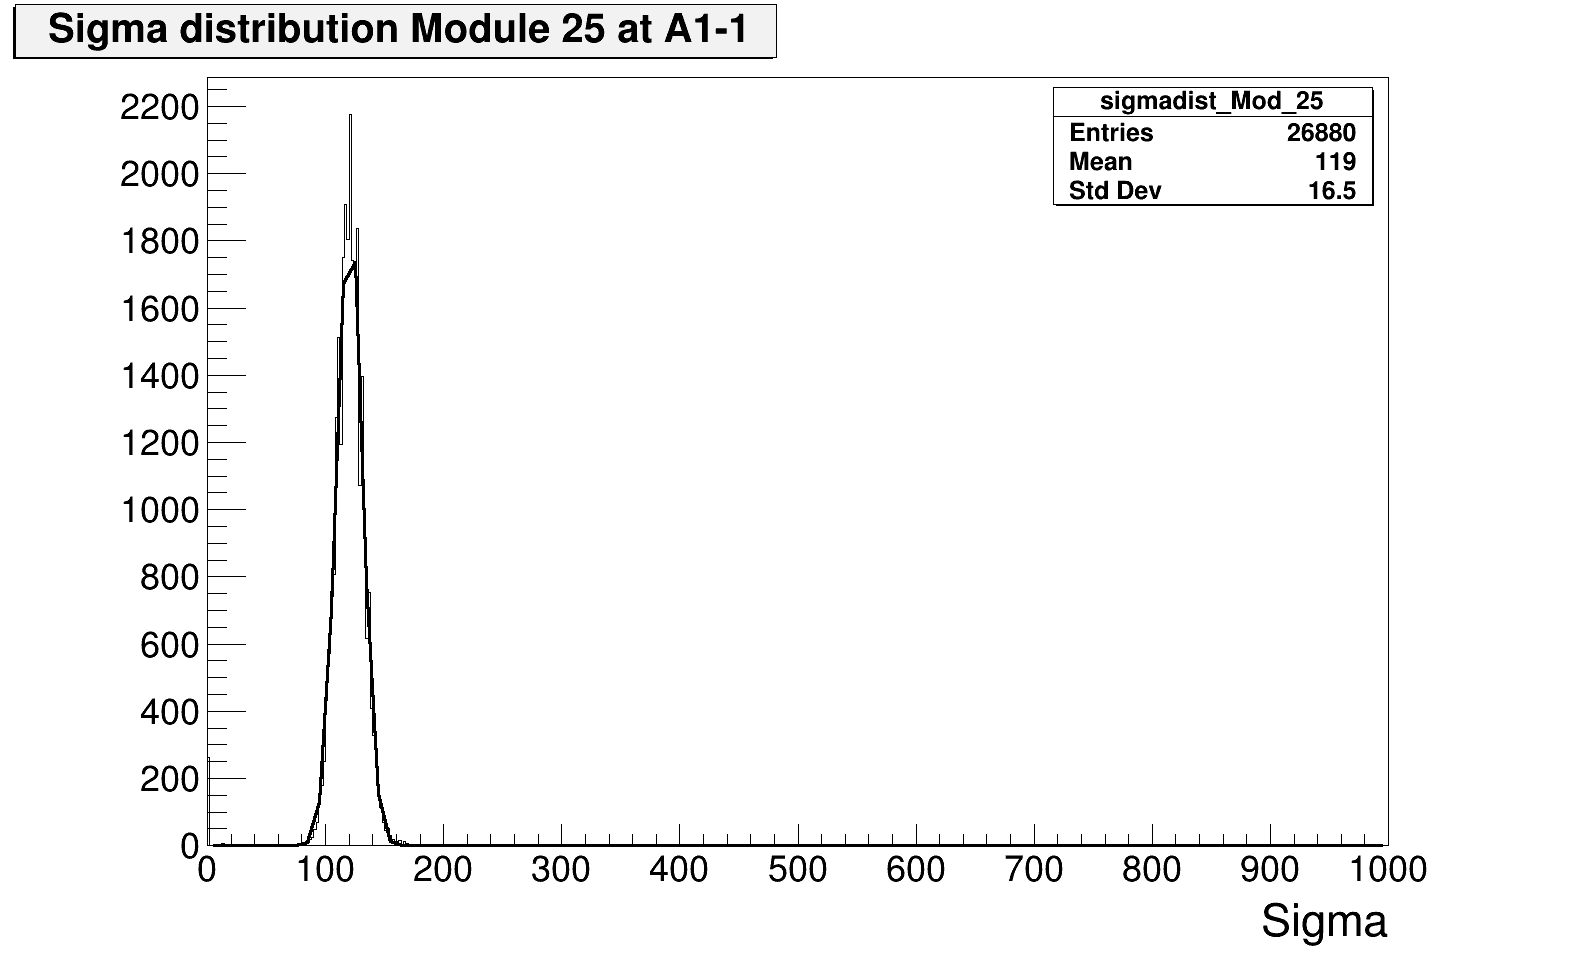 Sigma distribution Module 25 at A1-1
sigmadist_Mod_25
Entries 26880
Mean 119
Std Dev 16.5
2200
2000
1800
1600
1400
1200
1000
800
600
400
200
0
0 100 200 300 400 500 600 700 800 900 1000
Sigma